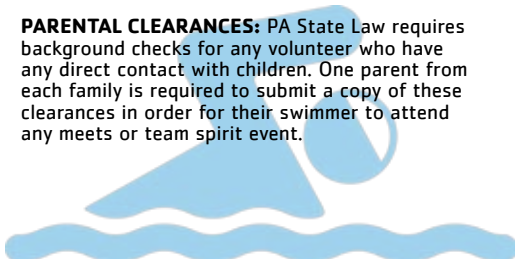 PARENTAL CLEARANCES: PA State Law requires
background checks for any volunteer who have
any direct contact with children. One parent from
each family is required to submit a copy of these
clearances in order for their swimmer to attend
any meets or team spirit event.